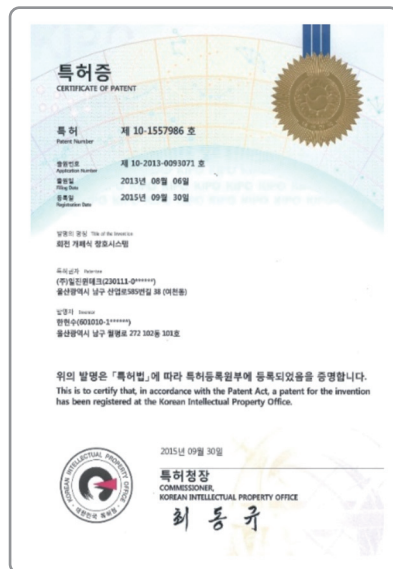 특허증
CERTIFICATE OF PATENT
특 허 제 10-1557986 호
Patent Number
출원번호 제 10-2013-0093071 호
Application Number
출원일 2013년 08월 06일
Filing Date
등록일 2015년 09월 30일
Registration Date
발명의 명칭 Title of the Invention
회전 개폐식 창호시스템
특허권자 Patentee
(주)일진윈테크(230111-0******)
울산광역시 남구 산업로585번길 38 (여천동)
발명자 Inventor
한헌수(601010-1******)
울산광역시 남구 월평로 272 102동 101호
위의 발명은 「특허법」에 따라 특허등록원부에 등록되었음을 증명합니다.
This is to certify that, in accordance with the Patent Act, a patent for the invention
has been registered at the Korean Intellectual Property Office.
2015년 09월 30일
특허청장
COMMISSIONER,
KOREAN INTELLECTUAL PROPERTY OFFICE
최동규
KOREAN INTELLECTUAL PROPERTY OFFICE
대한민국 특허청